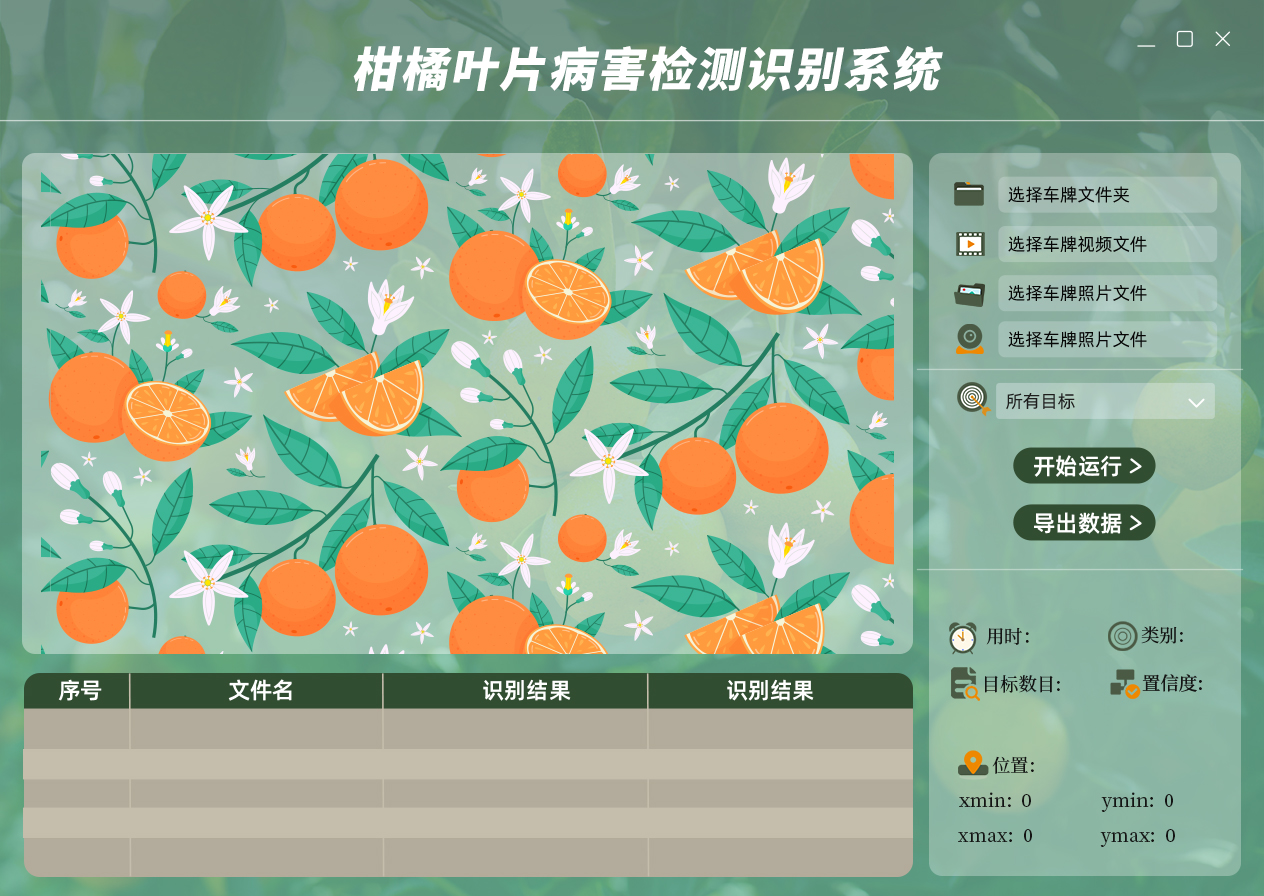 柑橘叶片病害检测识别系统
选择车牌文件夹
选择车牌视频文件
选择车牌照片文件
选择车牌照片文件
所有目标
开始运行 >
导出数据 >
用时: 类别:
目标数目: 置信度:
位置:
xmin: 0 ymin: 0
xmax: 0 ymax: 0
序号 文件名 识别结果 识别结果